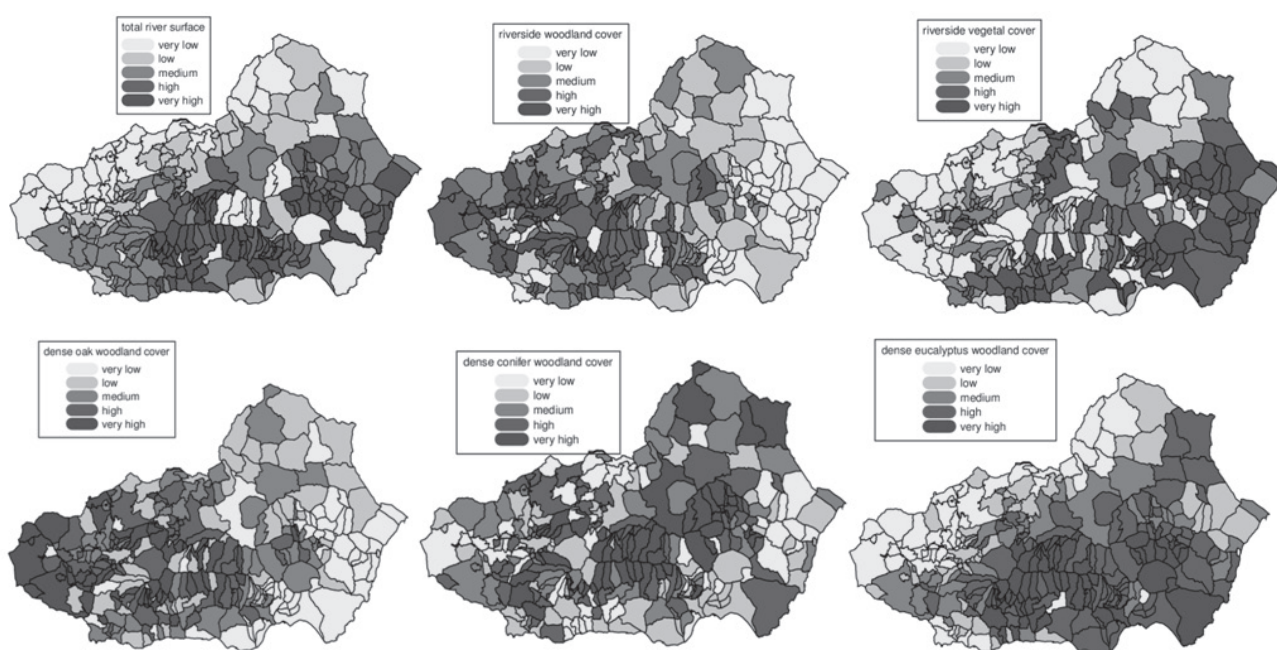 total river surface
very low
low
medium
high
very high
riverside woodland cover
very low
low
medium
high
very high
riverside vegetal cover
very low
low
medium
high
very high
dense oak woodland cover
very low
low
medium
high
very high
dense conifer woodland cover
very low
low
medium
high
very high
dense eucalyptus woodland cover
very low
low
medium
high
very high